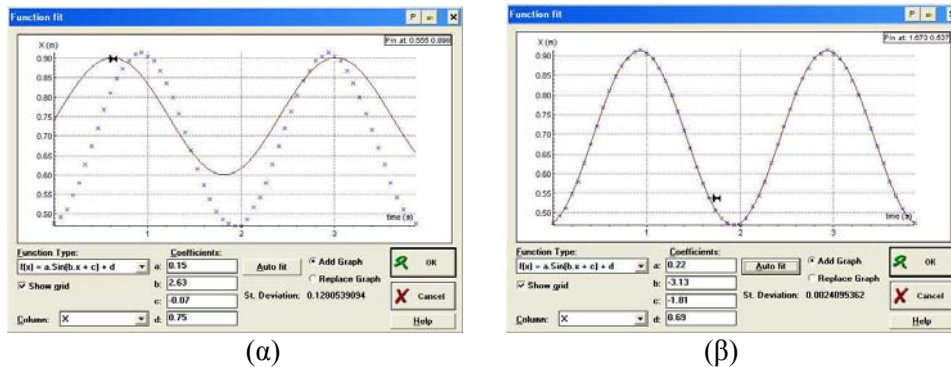 Function fit
P
X (m)
Pin at: 0.555 0.898
0.90
0.85
0.80
0.75
0.70
0.65
0.60
0.55
0.50
time (s)
1
2
3
Function Type:
f(x) = a.Sin(b.x + c) + d
Show grid
Column: X
Coefficients:
a: 0.15
b: 2.63
c: -0.07
d: 0.75
Auto fit
St. Deviation: 0.1200539094
Add Graph
Replace Graph
OK
Cancel
Help
(α)
Function fit
P
X (m)
Pin at: 1.673 0.537
0.90
0.85
0.80
0.75
0.70
0.65
0.60
0.55
0.50
time (s)
1
2
3
Function Type:
f(x) = a.Sin(b.x + c) + d
Show grid
Column: X
Coefficients:
a: 0.22
b: -3.13
c: -1.81
d: 0.69
Auto fit
St. Deviation: 0.0024095362
Add Graph
Replace Graph
OK
Cancel
Help
(β)